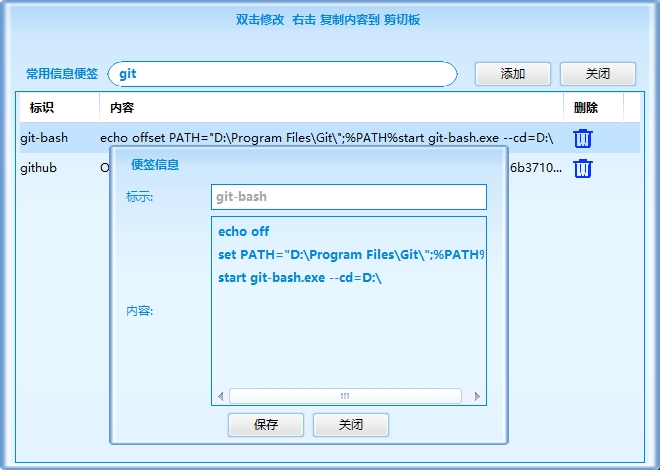 双击修改 右击 复制内容到 剪切板
常用信息便签 git 添加 关闭
标识 内容 删除
git-bash echo offset PATH="D:\Program Files\Git\";%PATH%start git-bash.exe --cd=D:\
github O 6b3710...
便签信息
标示: git-bash
echo off
set PATH="D:\Program Files\Git\";%PATH%
start git-bash.exe --cd=D:\
内容:
保存 关闭